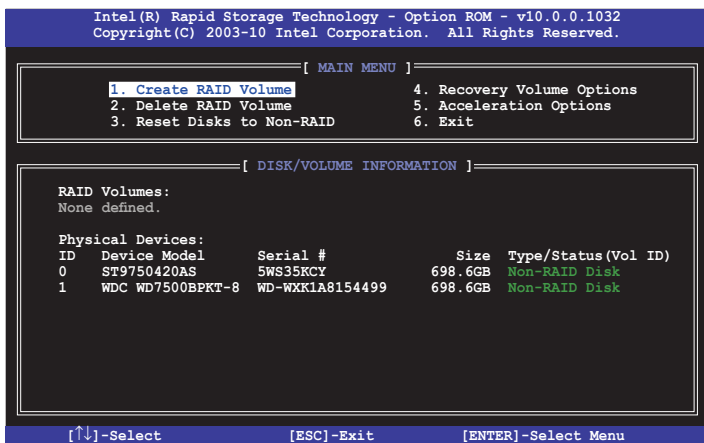 Intel(R) Rapid Storage Technology - Option ROM - v10.0.0.1032
Copyright(C) 2003-10 Intel Corporation.  All Rights Reserved.
[ MAIN MENU ]
1. Create RAID Volume 4. Recovery Volume Options
2. Delete RAID Volume 5. Acceleration Options
3. Reset Disks to Non-RAID 6. Exit
[ DISK/VOLUME INFORMATION ]
RAID Volumes:
None defined.
Physical Devices:
ID Device Model Serial # Size Type/Status(Vol ID)
0 ST9750420AS 5WS35KCY 698.6GB Non-RAID Disk
1 WDC WD7500BPKT-8 WD-WXK1A8154499 698.6GB Non-RAID Disk
[↑↓]-Select [ESC]-Exit [ENTER]-Select Menu